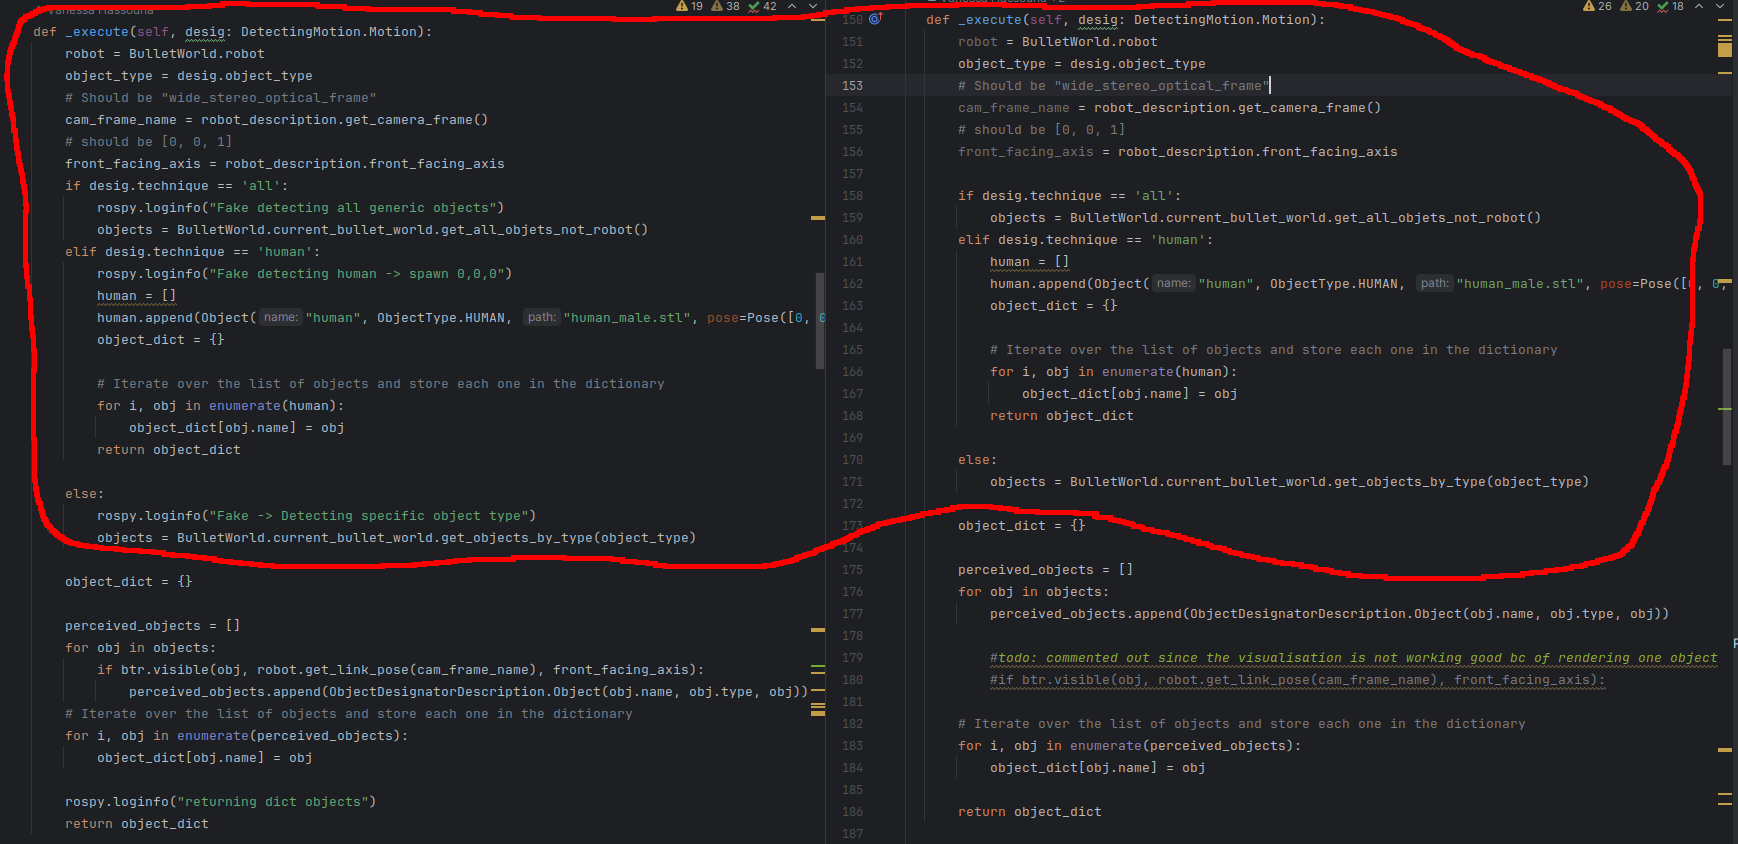 Vanessa Hassouna
19 38 42
def _execute(self, desig: DetectingMotion.Motion):
robot = BulletWorld.robot
object_type = desig.object_type
# Should be "wide_stereo_optical_frame"
cam_frame_name = robot_description.get_camera_frame()
# should be [0, 0, 1]
front_facing_axis = robot_description.front_facing_axis
if desig.technique == 'all':
rospy.loginfo("Fake detecting all generic objects")
objects = BulletWorld.current_bullet_world.get_all_objets_not_robot()
elif desig.technique == 'human':
rospy.loginfo("Fake detecting human -> spawn 0,0,0")
human = []
human.append(Object( name: "human", ObjectType.HUMAN, path: "human_male.stl", pose=Pose([0, 0
object_dict = {}
# Iterate over the list of objects and store each one in the dictionary
for i, obj in enumerate(human):
object_dict[obj.name] = obj
return object_dict
else:
rospy.loginfo("Fake -> Detecting specific object type")
objects = BulletWorld.current_bullet_world.get_objects_by_type(object_type)
object_dict = {}
perceived_objects = []
for obj in objects:
if btr.visible(obj, robot.get_link_pose(cam_frame_name), front_facing_axis):
perceived_objects.append(ObjectDesignatorDescription.Object(obj.name, obj.type, obj))
# Iterate over the list of objects and store each one in the dictionary
for i, obj in enumerate(perceived_objects):
object_dict[obj.name] = obj
rospy.loginfo("returning dict objects")
return object_dict
26 20 18
150 def _execute(self, desig: DetectingMotion.Motion):
151 robot = BulletWorld.robot
152 object_type = desig.object_type
153 # Should be "wide_stereo_optical_frame"
154 cam_frame_name = robot_description.get_camera_frame()
155 # should be [0, 0, 1]
156 front_facing_axis = robot_description.front_facing_axis
157
158 if desig.technique == 'all':
159 objects = BulletWorld.current_bullet_world.get_all_objets_not_robot()
160 elif desig.technique == 'human':
161 human = []
162 human.append(Object( name: "human", ObjectType.HUMAN, path: "human_male.stl", pose=Pose([0, 0,
163 object_dict = {}
164
165 # Iterate over the list of objects and store each one in the dictionary
166 for i, obj in enumerate(human):
167 object_dict[obj.name] = obj
168 return object_dict
169
170 else:
171 objects = BulletWorld.current_bullet_world.get_objects_by_type(object_type)
172
173 object_dict = {}
174
175 perceived_objects = []
176 for obj in objects:
177 perceived_objects.append(ObjectDesignatorDescription.Object(obj.name, obj.type, obj))
178
179 #todo: commented out since the visualisation is not working good bc of rendering one object
180 #if btr.visible(obj, robot.get_link_pose(cam_frame_name), front_facing_axis):
181
182 # Iterate over the list of objects and store each one in the dictionary
183 for i, obj in enumerate(perceived_objects):
184 object_dict[obj.name] = obj
185
186 return object_dict
187